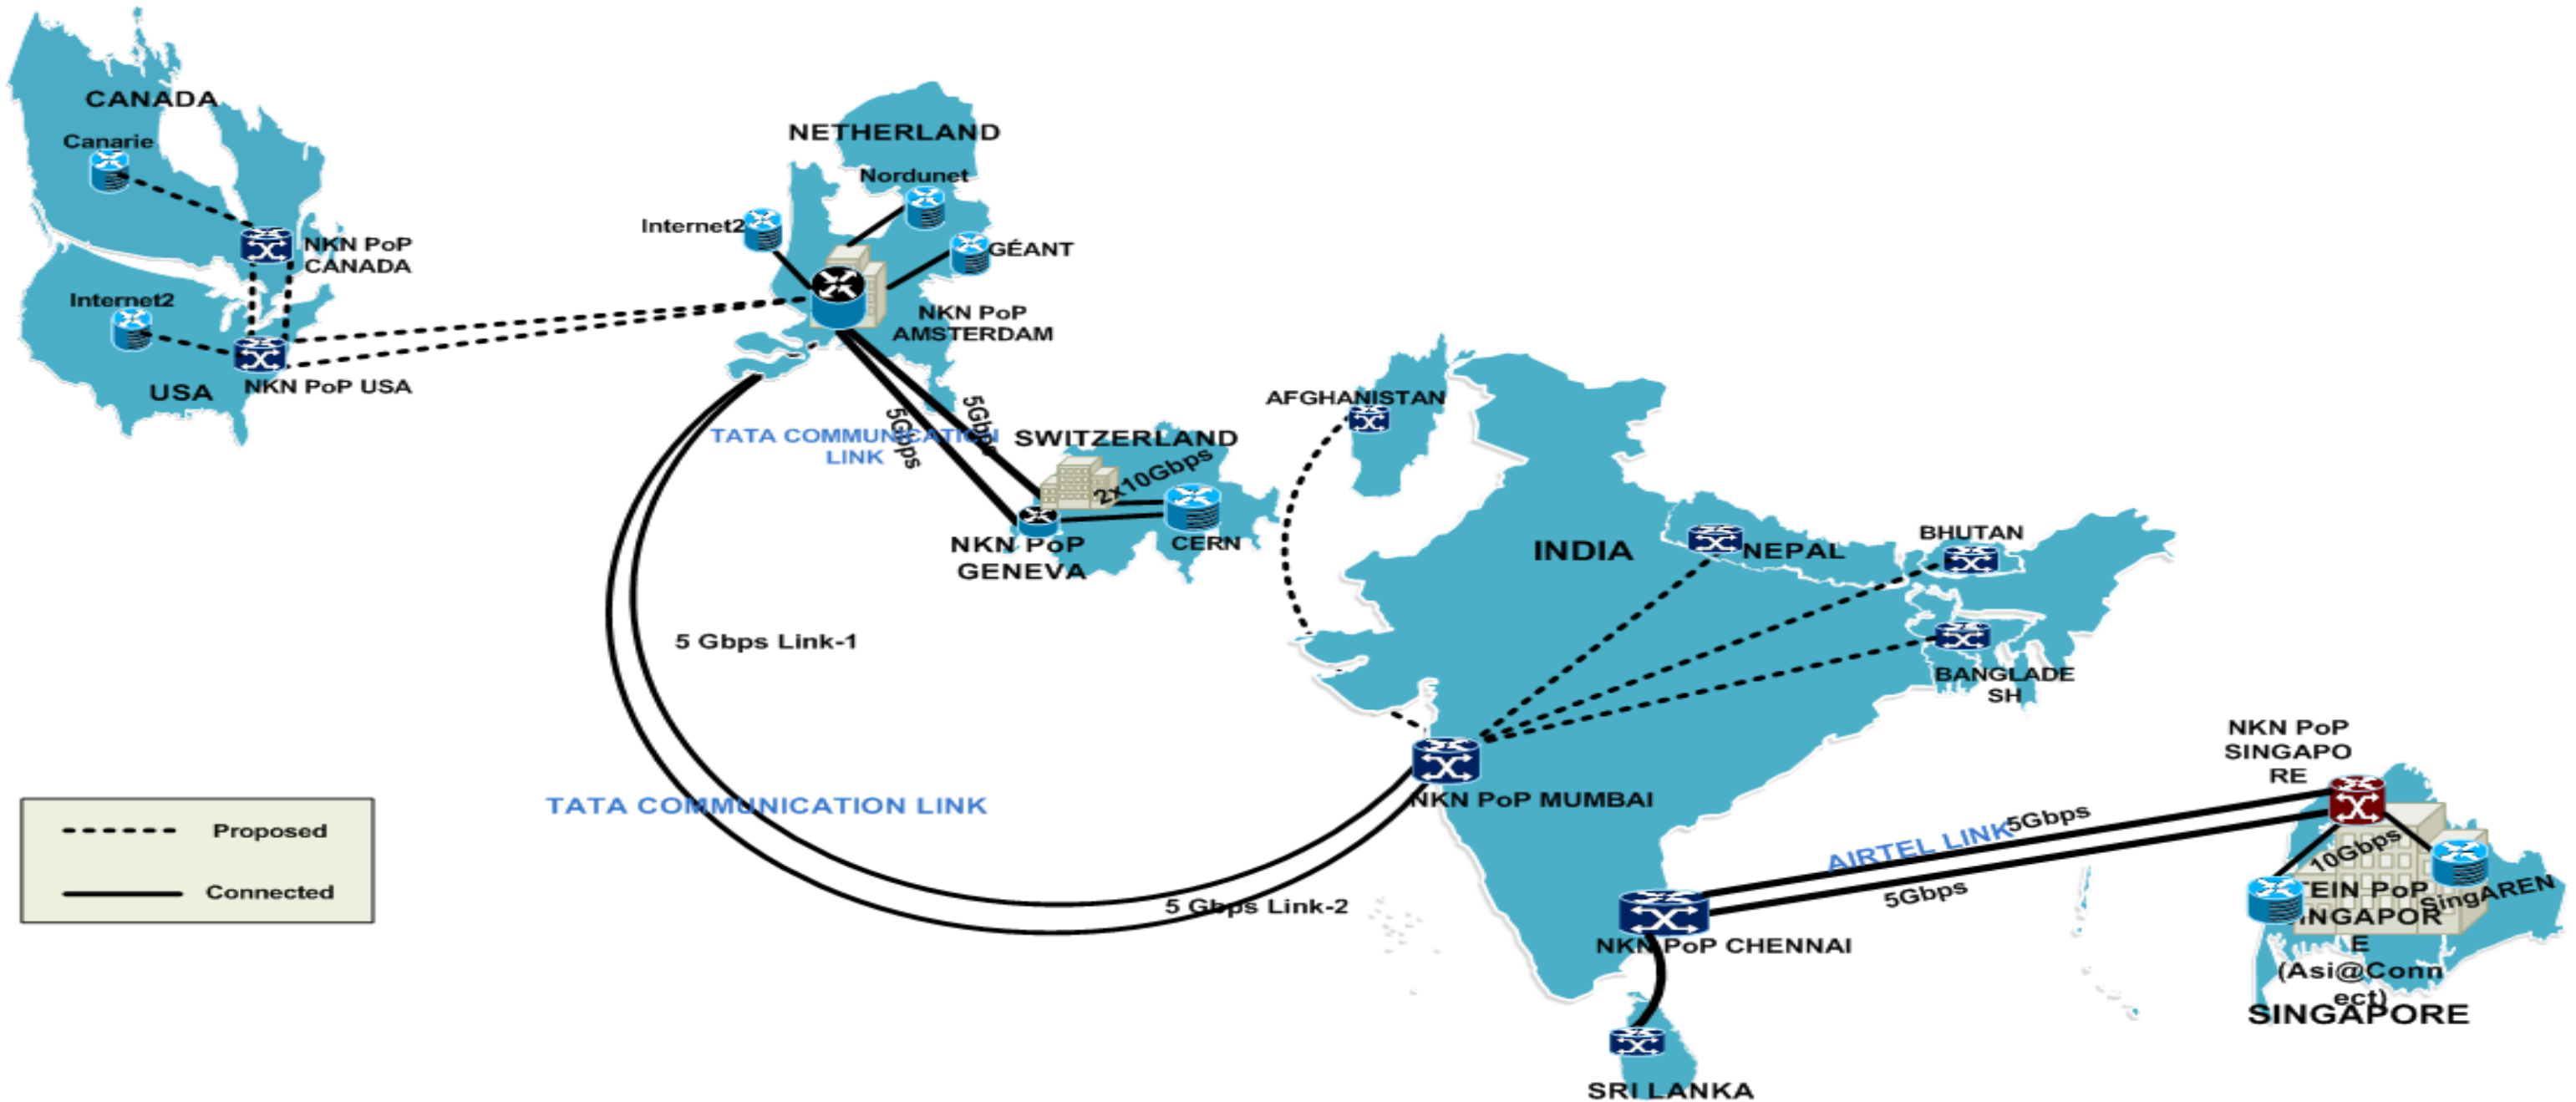 CANADA
Canarie
NKN PoP
CANADA
Internet2
USA
NKN PoP USA
NETHERLAND
Nordunet
Internet2
GÉANT
NKN PoP
AMSTERDAM
5Gbps
5Gbps
TATA COMMUNICATION
LINK
SWITZERLAND
2x10Gbps
NKN PoP
GENEVA
CERN
5 Gbps Link-1
TATA COMMUNICATION LINK
5 Gbps Link-2
AFGHANISTAN
INDIA
NEPAL
BHUTAN
BANGLADE
SH
NKN PoP MUMBAI
NKN PoP CHENNAI
SRI LANKA
AIRTEL LINK
5Gbps
5Gbps
NKN PoP
SINGAPO
RE
10Gbps
TEIN PoP
SINGAPOR
E
(Asi@Conn
ect)
SingAREN
SINGAPORE
Proposed
Connected